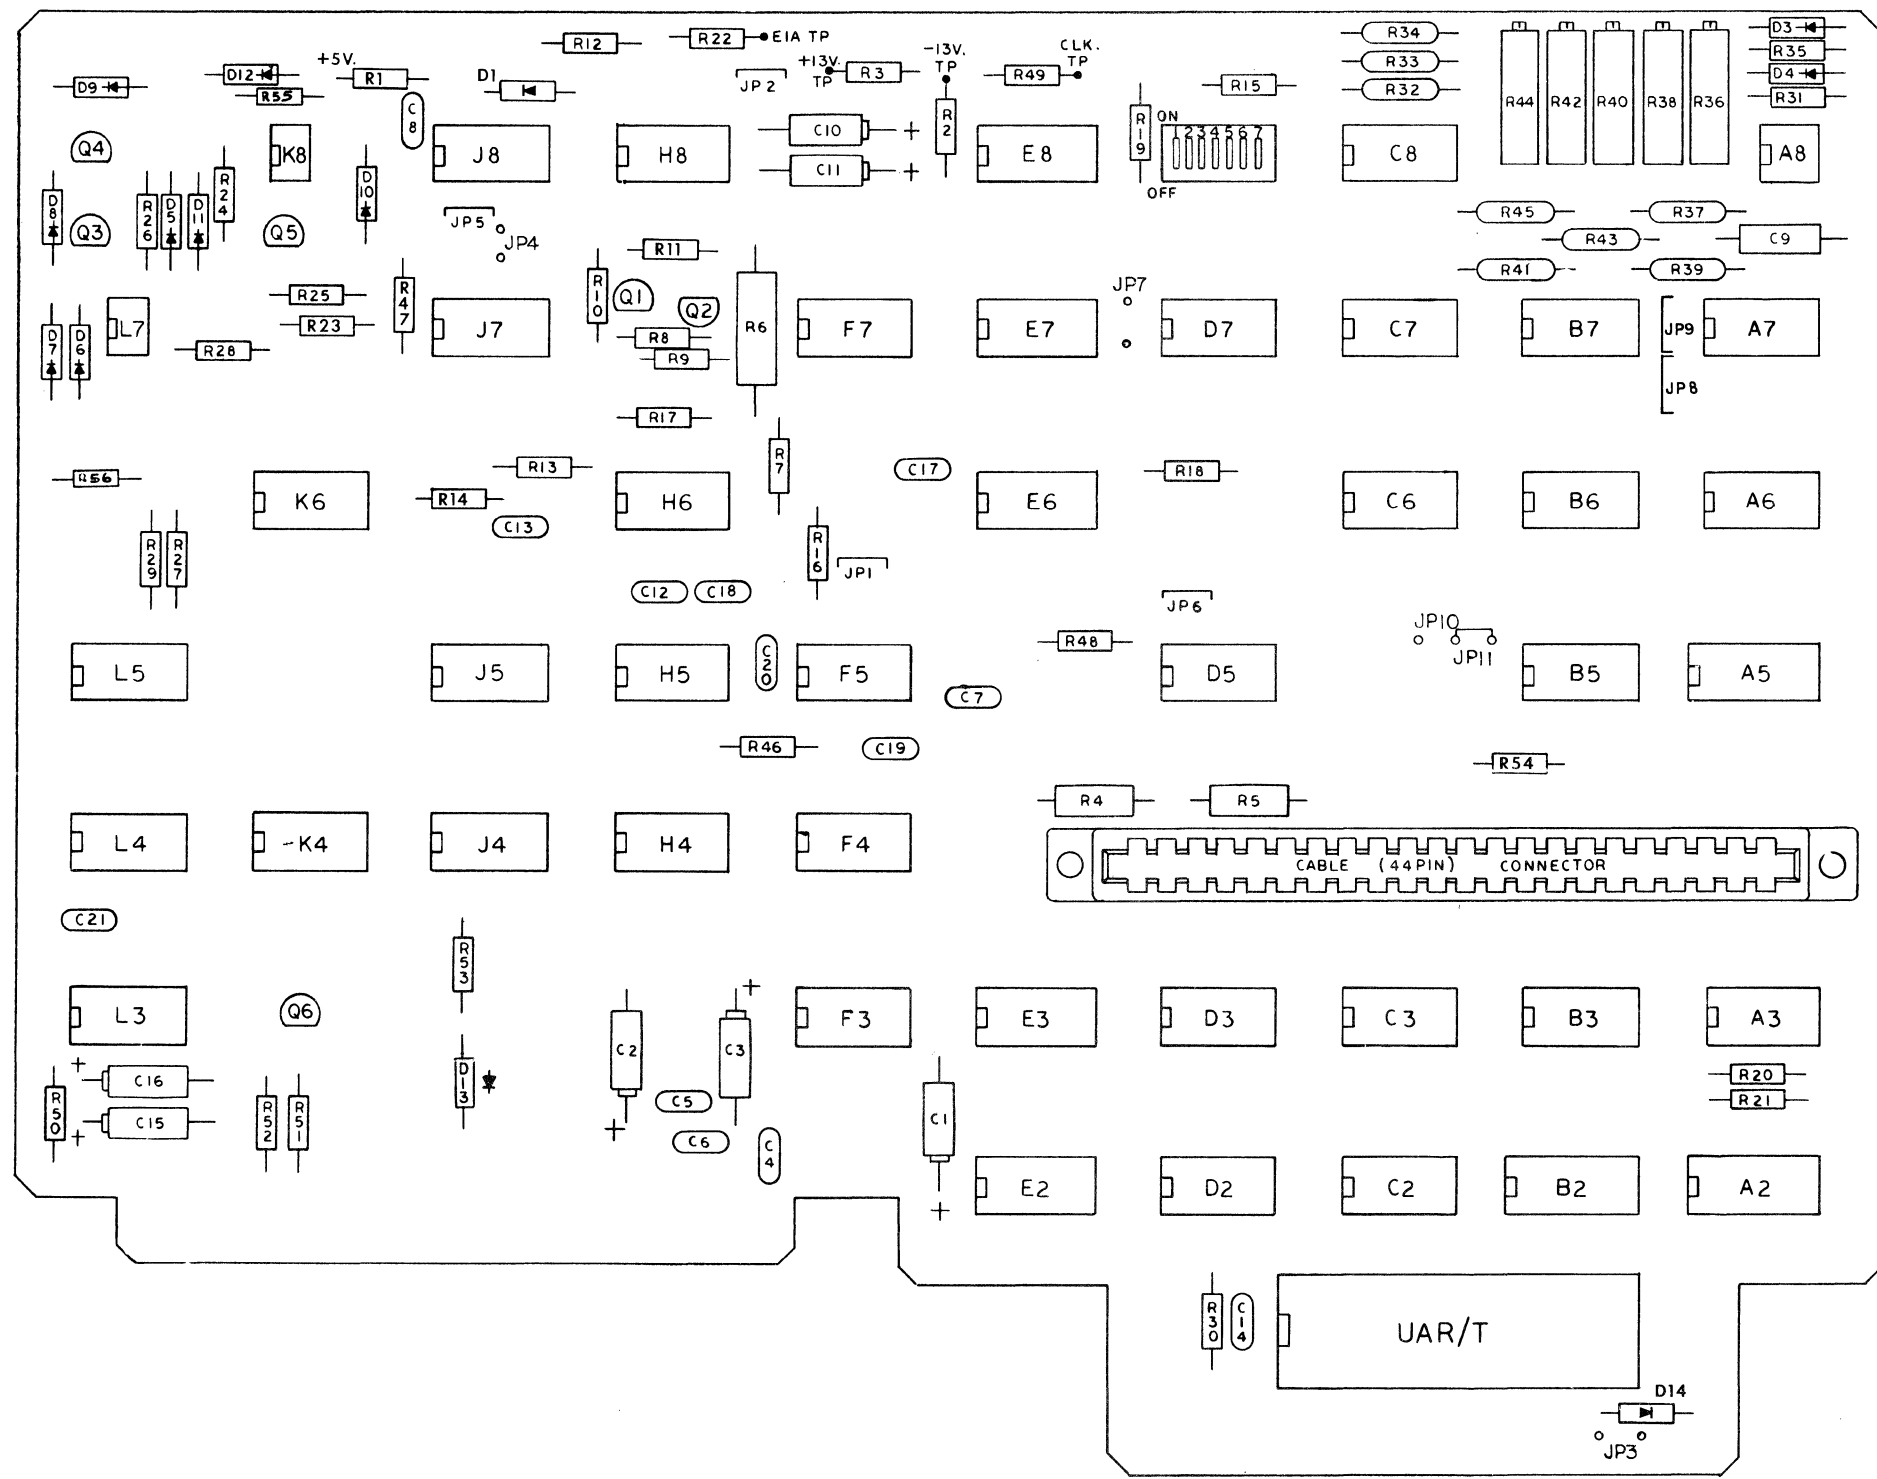 R12
R22
EIA TP
R34
D3
+5V.
-13V.
TP
CLK.
TP
R33
R35
D12
R1
D1
JP2
+13V.
TP
R3
R49
R15
R32
R44
R42
R40
R38
R36
D4
D9
R55
R31
C8
R2
R19
ON
1234567
OFF
Q4
K8
J8
H8
C10
+
C11
+
E8
C8
A8
D8
Q3
R26
D5
D11
R24
Q5
D10
JP5
JP4
R11
R45
R37
R43
C9
R41
R39
R25
R47
R10
Q1
Q2
R6
JP7
D7
D6
L7
R23
J7
R8
F7
E7
D7
C7
B7
JP9
A7
R28
R9
JP8
R17
R7
R56
R13
C17
R18
K6
R14
H6
E6
C6
B6
A6
C13
R29
R27
R16
JP1
C12
C18
JP6
JP10
R48
JP11
L5
J5
H5
C20
F5
D5
B5
A5
C7
R46
C19
R54
R4
R5
L4
-K4
J4
H4
F4
CABLE (44PIN) CONNECTOR
C21
R53
L3
Q6
+
F3
E3
D3
C3
B3
A3
C2
C3
+
C16
D13
R20
R50
C15
+
R52
R51
C5
C1
R21
+
C6
C4
E2
D2
C2
B2
A2
+
R30
C14
UAR/T
D14
JP3